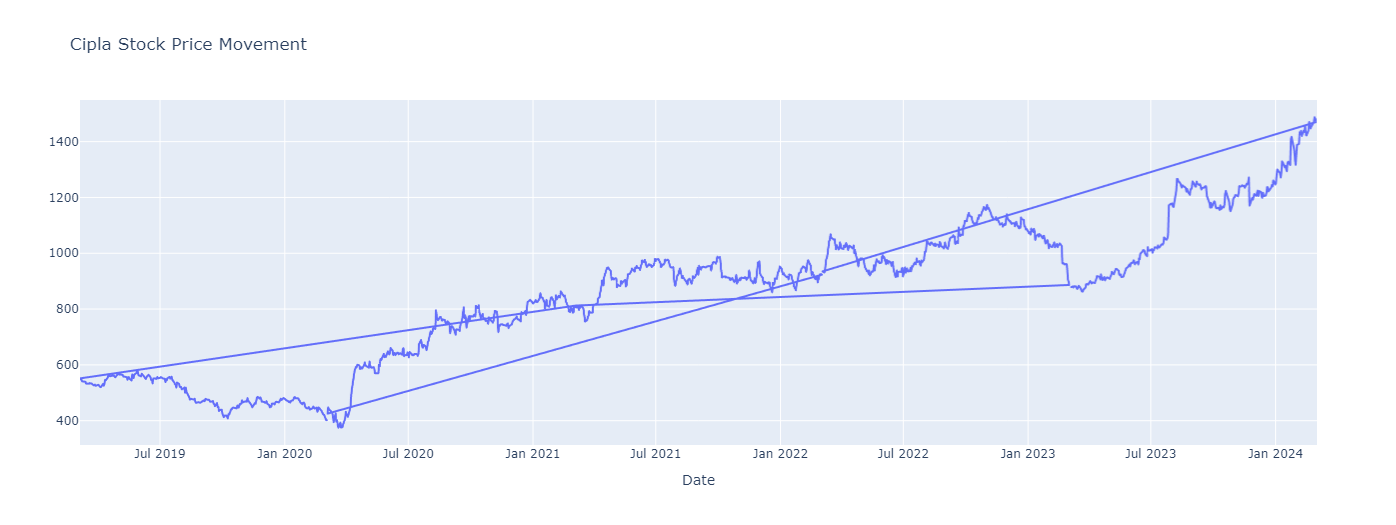 Cipla Stock Price Movement
1400
1200
1000
800
600
400
Jul 2019
Jan 2020
Jul 2020
Jan 2021
Jul 2021
Jan 2022
Jul 2022
Jan 2023
Jul 2023
Jan 2024
Date